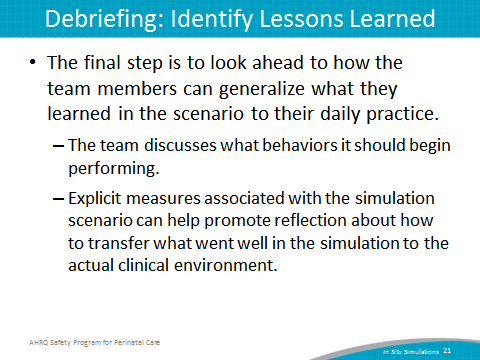 Debriefing: Identify Lessons Learned
• The final step is to look ahead to how the
team members can generalize what they
learned in the scenario to their daily practice.
– The team discusses what behaviors it should begin
performing.
– Explicit measures associated with the simulation
scenario can help promote reflection about how
to transfer what went well in the simulation to the
actual clinical environment.
AHRQ Safety Program for Perinatal Care
In Situ Simulations 21